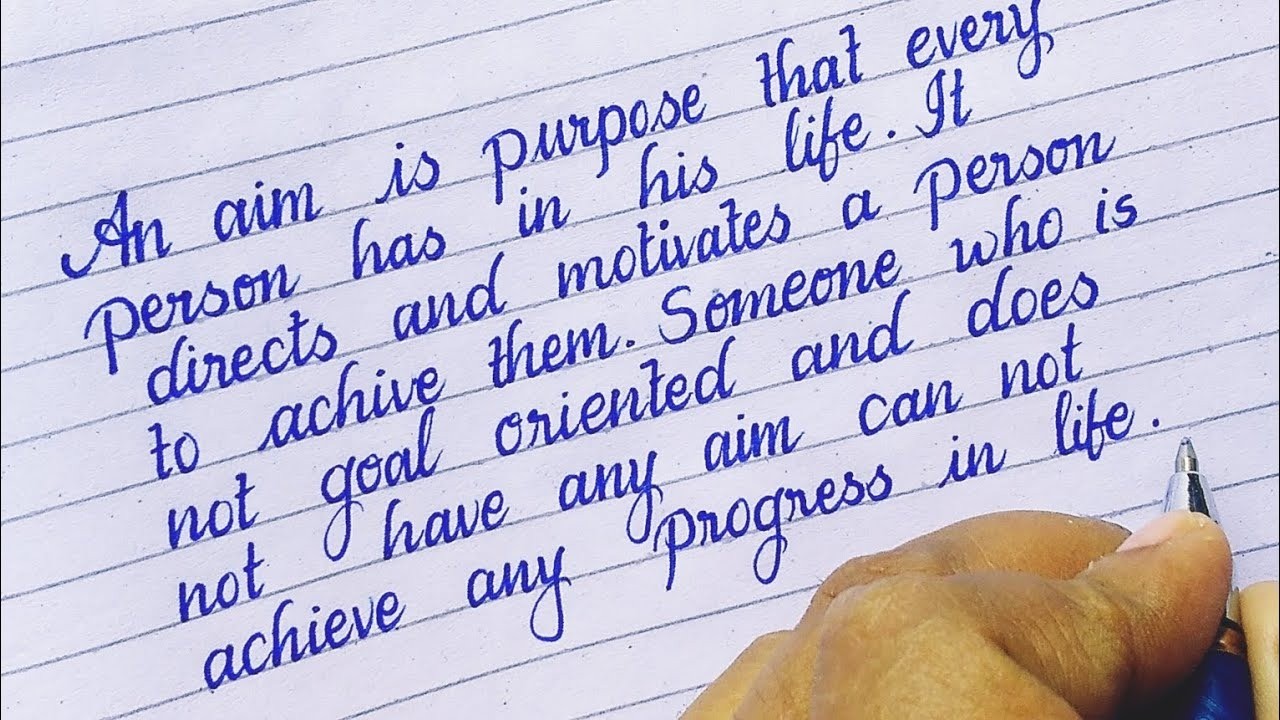 An aim is purpose that every
person has in his life. It
directs and motivates a person
to achive them. Someone who is
not goal oriented and does
not have any aim can not
achieve any progress in life.